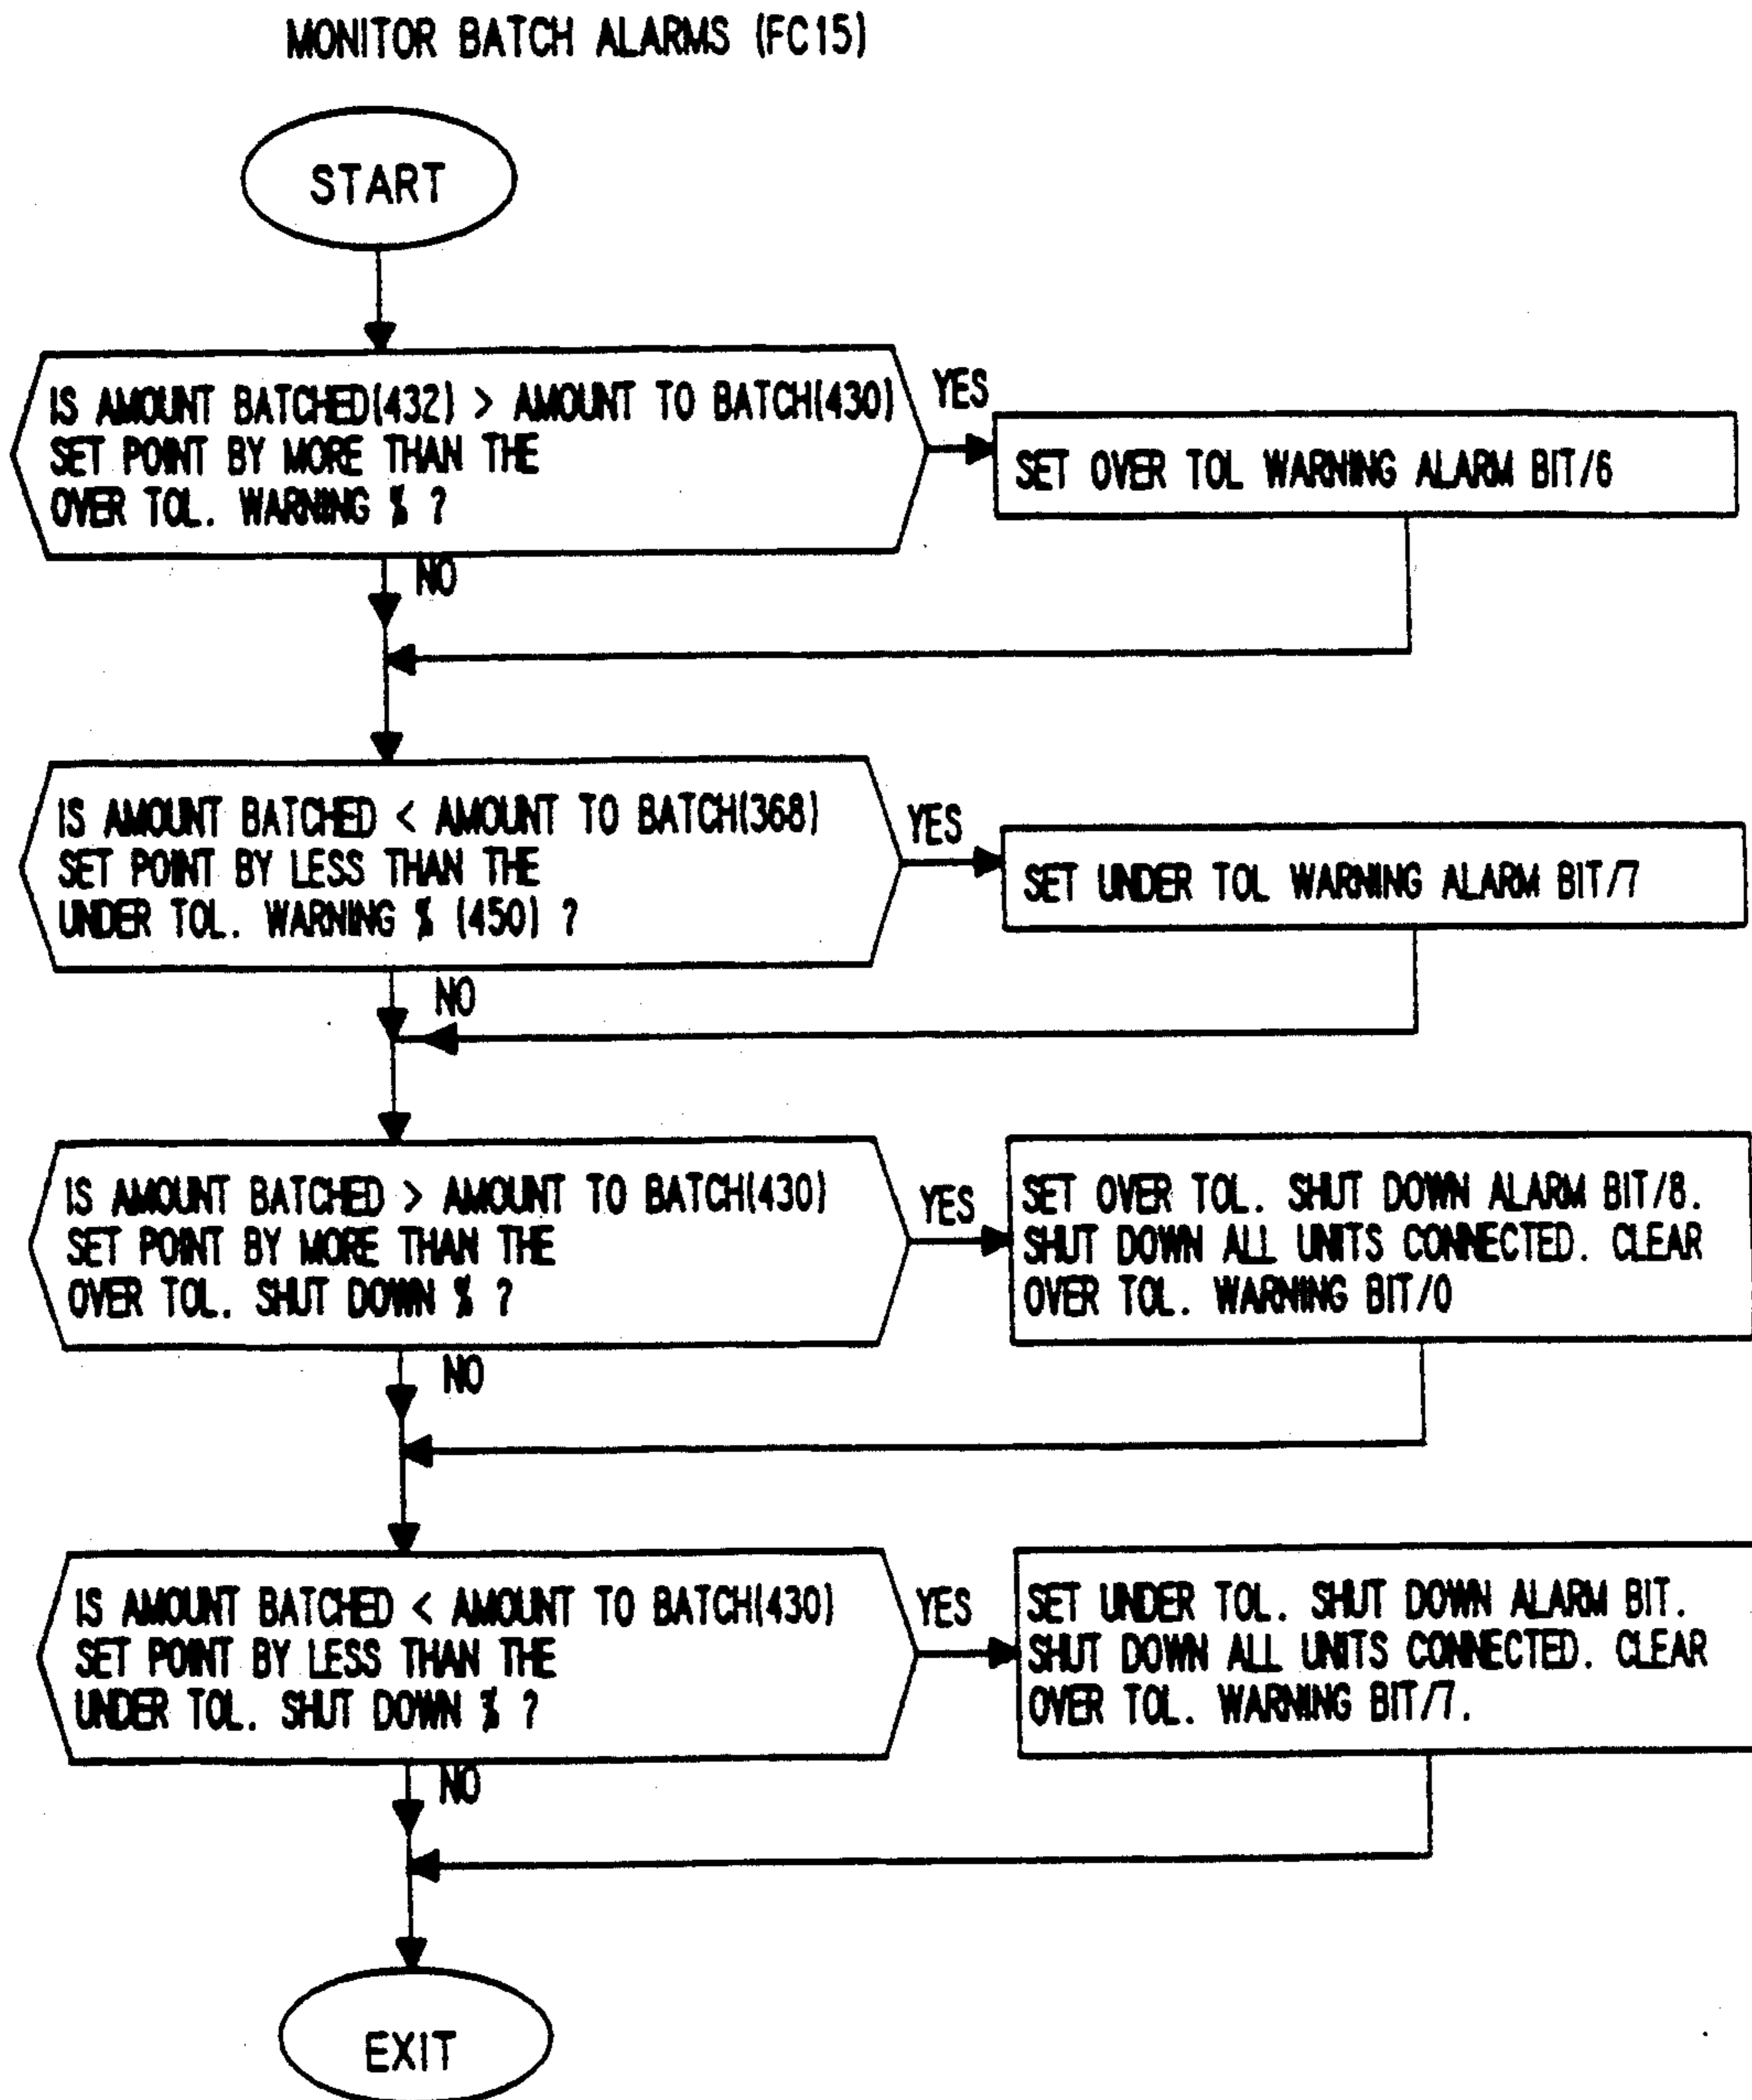 MONITOR BATCH ALARMS (FC15)
START
IS AMOUNT BATCHED(432) > AMOUNT TO BATCH(430)
SET POINT BY MORE THAN THE
OVER TOL. WARNING % ?
YES
SET OVER TOL WARNING ALARM BIT/6
NO
IS AMOUNT BATCHED < AMOUNT TO BATCH(368)
SET POINT BY LESS THAN THE
UNDER TOL. WARNING % (450) ?
YES
SET UNDER TOL WARNING ALARM BIT/7
NO
IS AMOUNT BATCHED > AMOUNT TO BATCH(430)
SET POINT BY MORE THAN THE
OVER TOL. SHUT DOWN % ?
YES
SET OVER TOL. SHUT DOWN ALARM BIT/8.
SHUT DOWN ALL UNITS CONNECTED. CLEAR
OVER TOL. WARNING BIT/0
NO
IS AMOUNT BATCHED < AMOUNT TO BATCH(430)
SET POINT BY LESS THAN THE
UNDER TOL. SHUT DOWN % ?
YES
SET UNDER TOL. SHUT DOWN ALARM BIT.
SHUT DOWN ALL UNITS CONNECTED. CLEAR
OVER TOL. WARNING BIT/7.
NO
EXIT